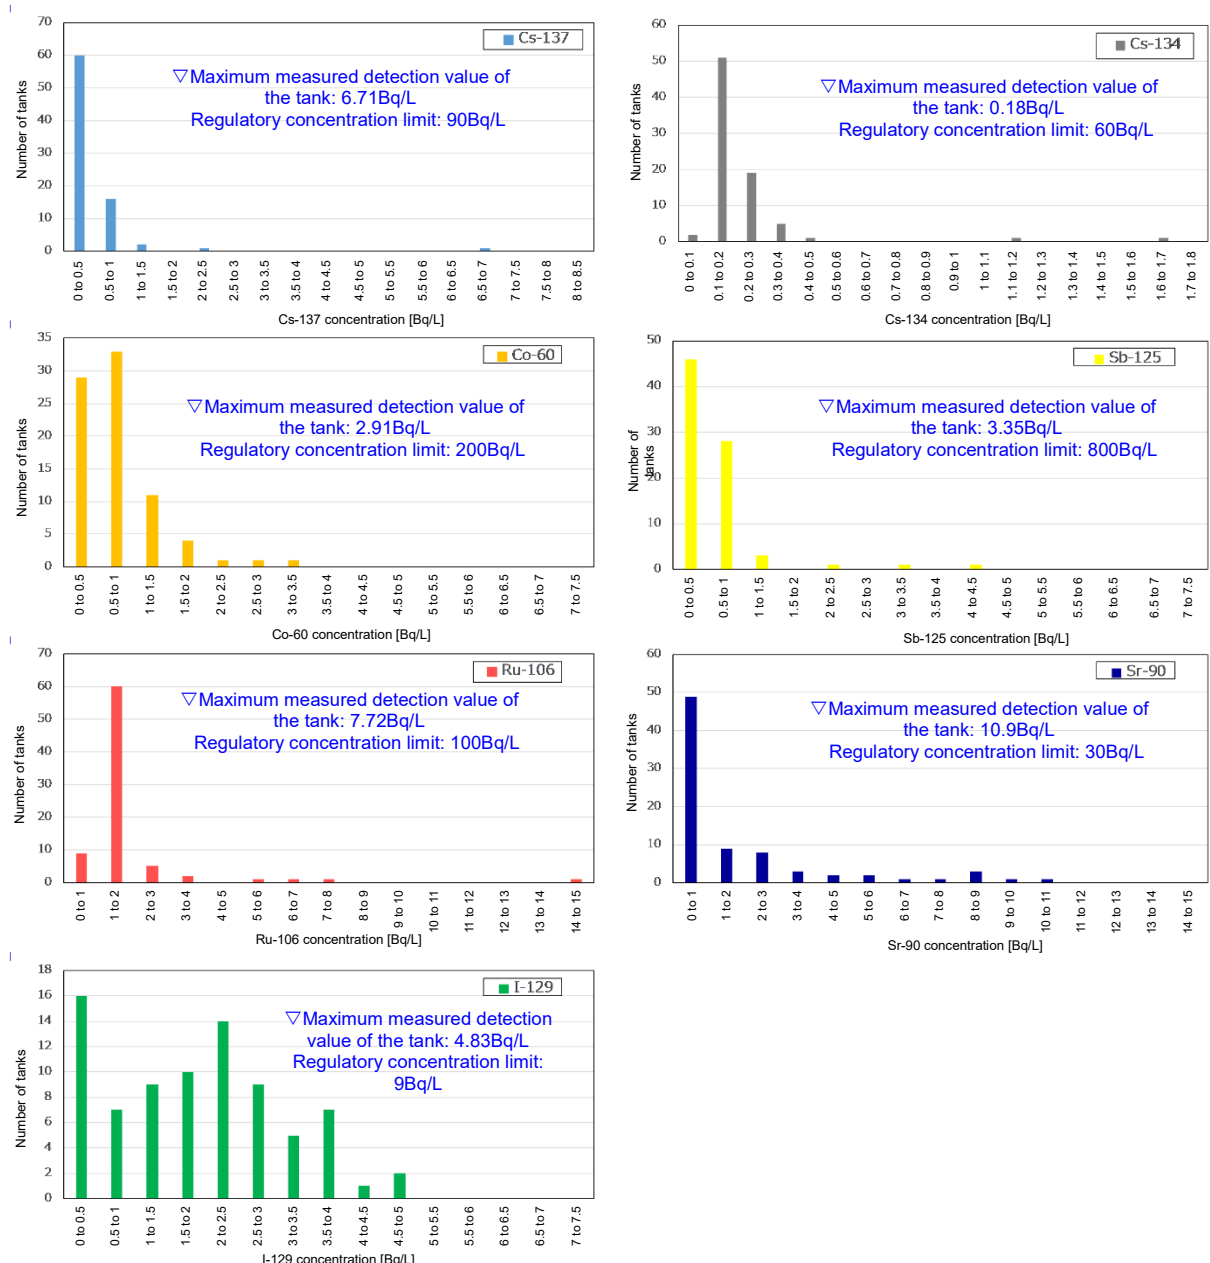 70
60
50
40
30
20
10
0
Number of tanks
Cs-137
▽Maximum measured detection value of
the tank: 6.71Bq/L
Regulatory concentration limit: 90Bq/L
0 to 0.5
0.5 to 1
1 to 1.5
1.5 to 2
2 to 2.5
2.5 to 3
3 to 3.5
3.5 to 4
4 to 4.5
4.5 to 5
5 to 5.5
5.5 to 6
6 to 6.5
6.5 to 7
7 to 7.5
7.5 to 8
8 to 8.5
Cs-137 concentration [Bq/L]
60
50
40
30
20
10
0
Number of tanks
Cs-134
▽Maximum measured detection value of
the tank: 0.18Bq/L
Regulatory concentration limit: 60Bq/L
0 to 0.1
0.1 to 0.2
0.2 to 0.3
0.3 to 0.4
0.4 to 0.5
0.5 to 0.6
0.6 to 0.7
0.7 to 0.8
0.8 to 0.9
0.9 to 1
1 to 1.1
1.1 to 1.2
1.2 to 1.3
1.3 to 1.4
1.4 to 1.5
1.5 to 1.6
1.6 to 1.7
1.7 to 1.8
Cs-134 concentration [Bq/L]
35
30
25
20
15
10
5
0
Number of tanks
Co-60
▽Maximum measured detection value of
the tank: 2.91Bq/L
Regulatory concentration limit: 200Bq/L
0 to 0.5
0.5 to 1
1 to 1.5
1.5 to 2
2 to 2.5
2.5 to 3
3 to 3.5
3.5 to 4
4 to 4.5
4.5 to 5
5 to 5.5
5.5 to 6
6 to 6.5
6.5 to 7
7 to 7.5
Co-60 concentration [Bq/L]
50
40
30
20
10
0
Number of
tanks
Sb-125
▽Maximum measured detection value of
the tank: 3.35Bq/L
Regulatory concentration limit: 800Bq/L
0 to 0.5
0.5 to 1
1 to 1.5
1.5 to 2
2 to 2.5
2.5 to 3
3 to 3.5
3.5 to 4
4 to 4.5
4.5 to 5
5 to 5.5
5.5 to 6
6 to 6.5
6.5 to 7
7 to 7.5
Sb-125 concentration [Bq/L]
70
60
50
40
30
20
10
0
Number of tanks
Ru-106
▽Maximum measured detection value of
the tank: 7.72Bq/L
Regulatory concentration limit: 100Bq/L
0 to 1
1 to 2
2 to 3
3 to 4
4 to 5
5 to 6
6 to 7
7 to 8
8 to 9
9 to 10
10 to 11
11 to 12
12 to 13
13 to 14
14 to 15
Ru-106 concentration [Bq/L]
60
50
40
30
20
10
0
Number of tanks
Sr-90
▽Maximum measured detection value of
the tank: 10.9Bq/L
Regulatory concentration limit: 30Bq/L
0 to 1
1 to 2
2 to 3
3 to 4
4 to 5
5 to 6
6 to 7
7 to 8
8 to 9
9 to 10
10 to 11
11 to 12
12 to 13
13 to 14
14 to 15
Sr-90 concentration [Bq/L]
18
16
14
12
10
8
6
4
2
0
Number of tanks
I-129
▽Maximum measured detection
value of the tank: 4.83Bq/L
Regulatory concentration limit:
9Bq/L
0 to 0.5
0.5 to 1
1 to 1.5
1.5 to 2
2 to 2.5
2.5 to 3
3 to 3.5
3.5 to 4
4 to 4.5
4.5 to 5
5 to 5.5
5.5 to 6
6 to 6.5
6.5 to 7
7 to 7.5
I-129 concentration [Bq/L]